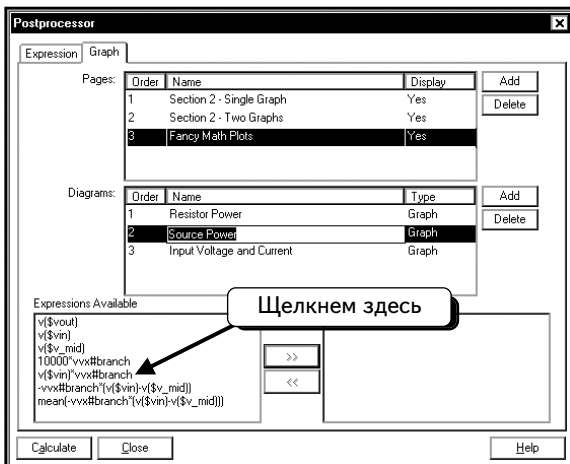 Postprocessor
Expression Graph
Pages:
Order Name Display
1 Section 2 - Single Graph Yes
2 Section 2 - Two Graphs Yes
3 Fancy Math Plots Yes
Add
Delete
Diagrams:
Order Name Type
1 Resistor Power Graph
2 Source Power Graph
3 Input Voltage and Current Graph
Add
Delete
Expressions Available
Щелкнем здесь
v($vout)
v($vin)
v($v_mid)
10000*vvx#branch
v($vin)*vvx#branch
-vvx#branch*(v($vin)-v($v_mid))
mean(-vvx#branch*(v($vin)-v($v_mid)))
>>
<<
Calculate Close Help